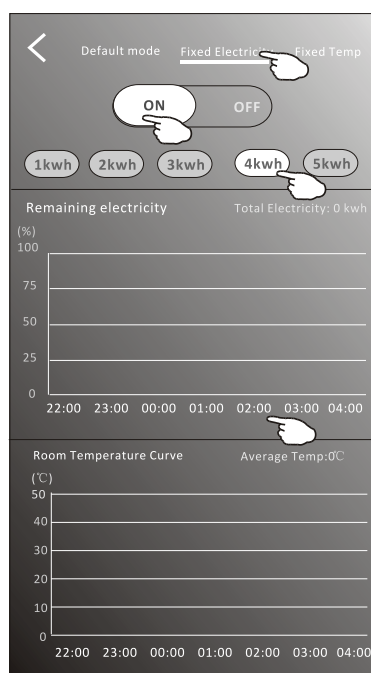 Default mode Fixed Electricity Fixed Temp
ON OFF
1kwh 2kwh 3kwh 4kwh 5kwh
Remaining electricity Total Electricity: 0 kwh
(%)
100
75
50
25
0
22:00 23:00 00:00 01:00 02:00 03:00 04:00
Room Temperature Curve Average Temp:0℃
(℃)
50
40
30
20
10
0
22:00 23:00 00:00 01:00 02:00 03:00 04:00